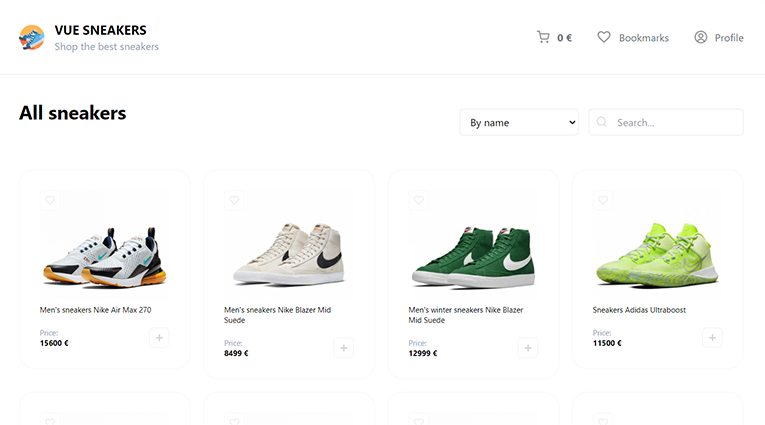 VUE SNEAKERS
Shop the best sneakers
0 €
Bookmarks
Profile
All sneakers
By name
Search...
Men's sneakers Nike Air Max 270
Price:
15600 €
Men's sneakers Nike Blazer Mid
Suede
Price:
8499 €
Men's winter sneakers Nike Blazer
Mid Suede
Price:
12999 €
Sneakers Adidas Ultraboost
Price:
11500 €